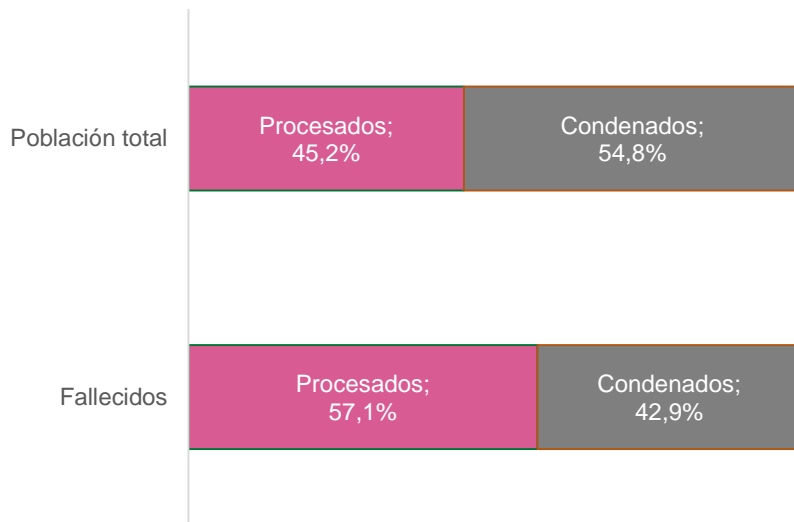 Población total
Procesados;
45,2%
Condenados;
54,8%
Fallecidos
Procesados;
57,1%
Condenados;
42,9%